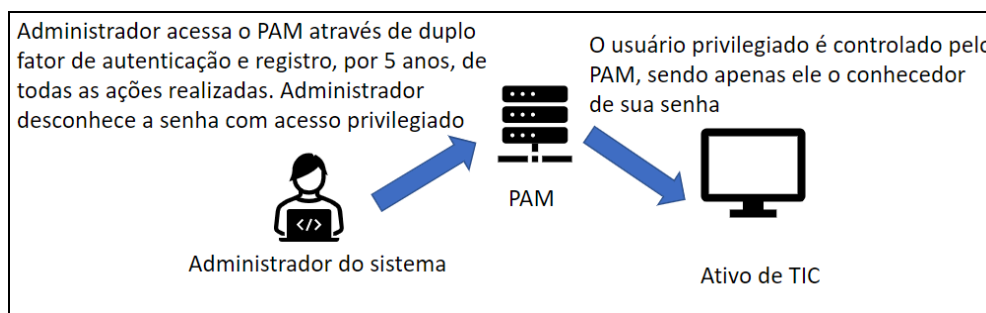 Administrador acessa o PAM através de duplo
fator de autenticação e registro, por 5 anos, de
todas as ações realizadas. Administrador
desconhece a senha com acesso privilegiado
O usuário privilegiado é controlado pelo
PAM, sendo apenas ele o conhecedor
de sua senha
</>
PAM
Administrador do sistema
Ativo de TIC